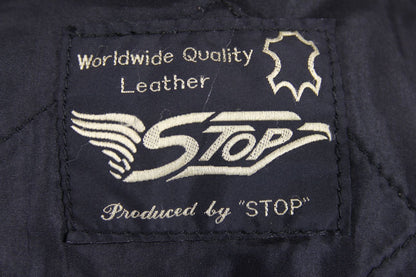 Worldwide Quality
Leather
STOP
Produced by "STOP"